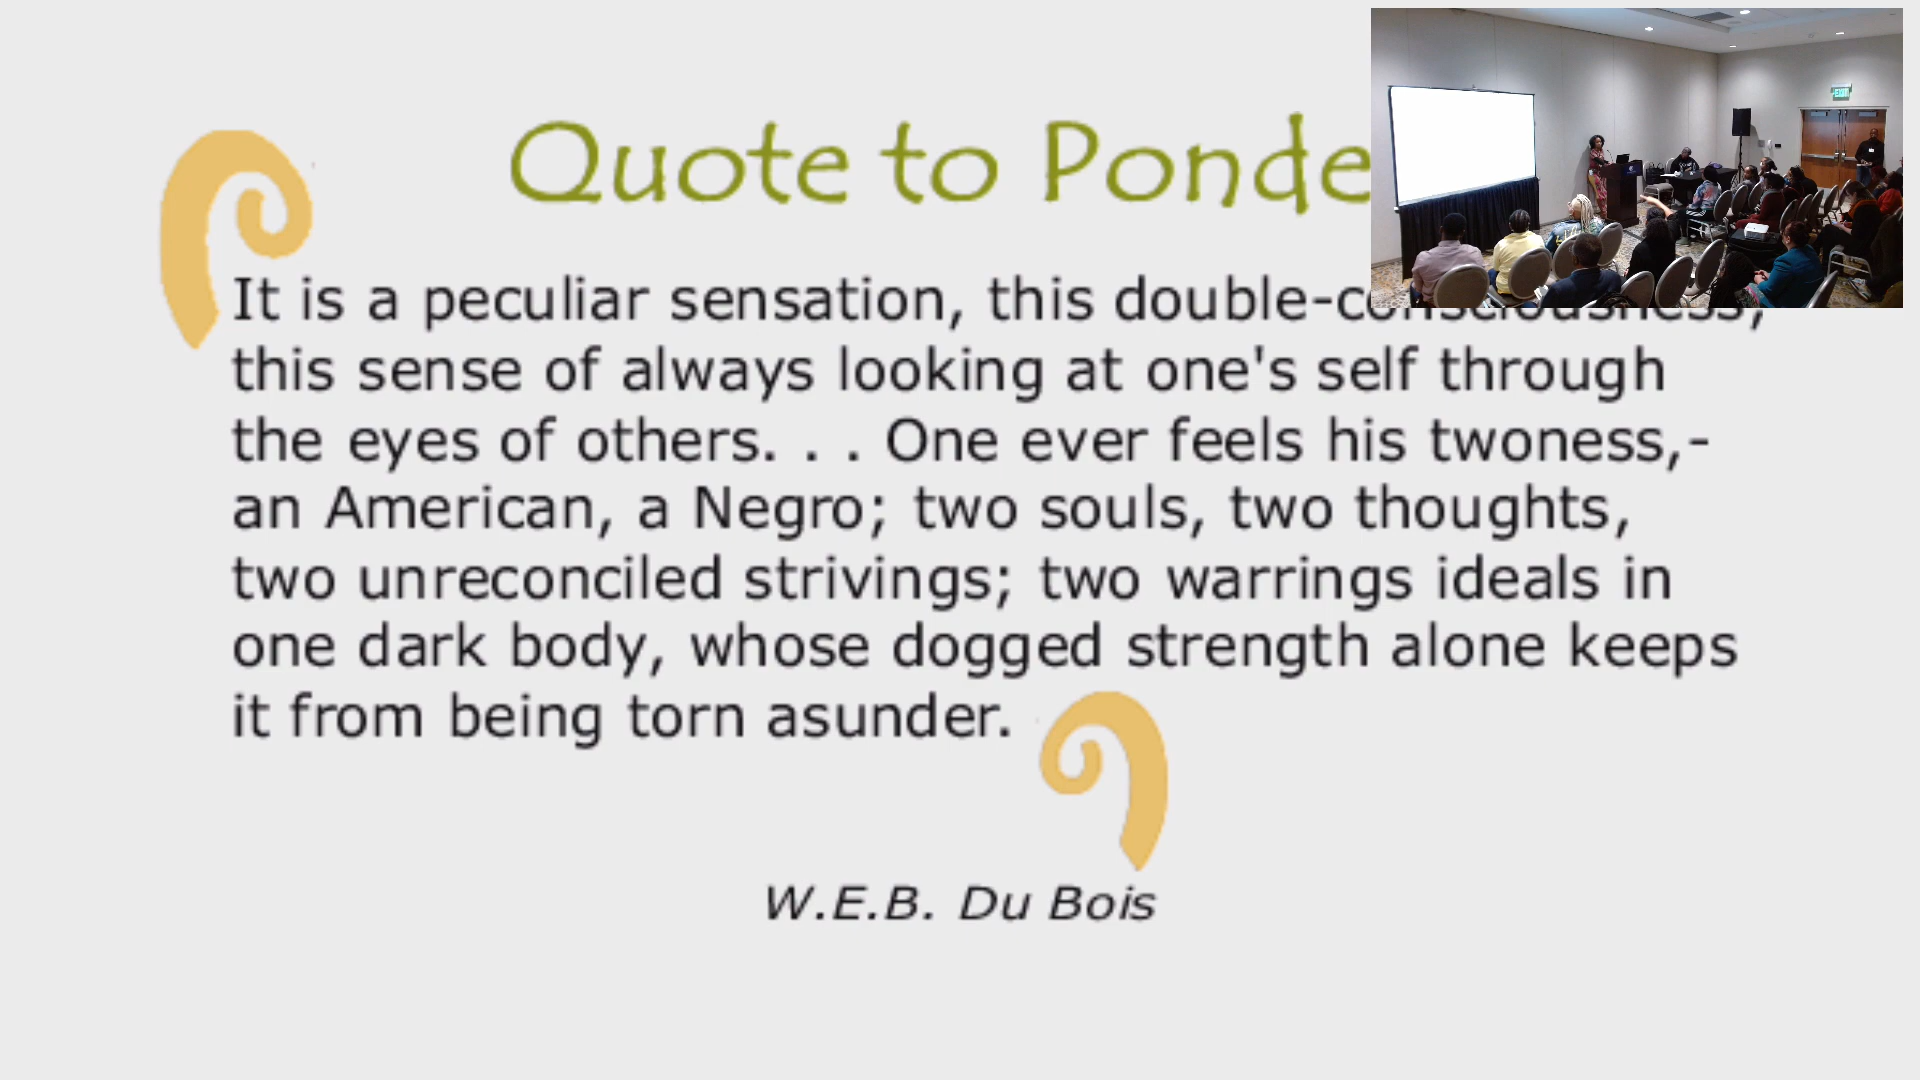 Quote to Ponde
It is a peculiar sensation, this double-consciousness,
this sense of always looking at one's self through
the eyes of others. . . One ever feels his twoness,-
an American, a Negro; two souls, two thoughts,
two unreconciled strivings; two warrings ideals in
one dark body, whose dogged strength alone keeps
it from being torn asunder.
W.E.B. Du Bois
EXIT